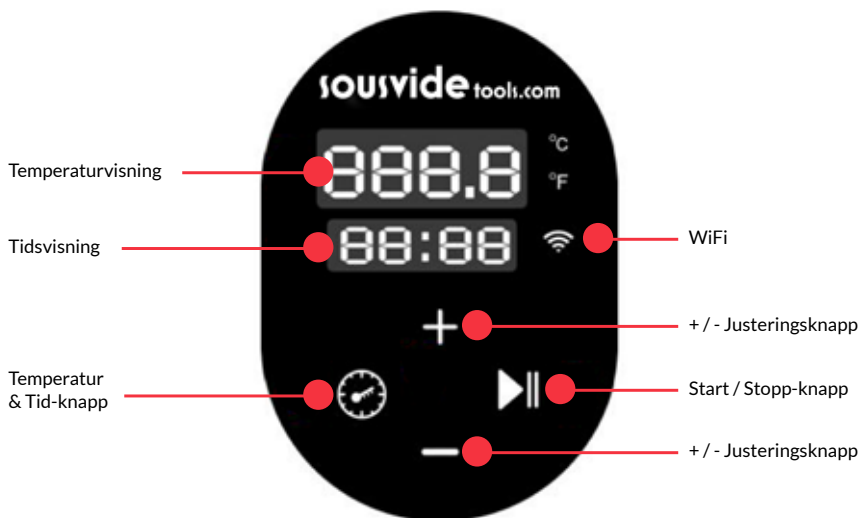 sousvide tools.com
888.8
°C
°F
Temperaturvisning
88:88
Tidsvisning
WiFi
+ / - Justeringsknapp
Temperatur
& Tid-knapp
Start / Stopp-knapp
+ / - Justeringsknapp